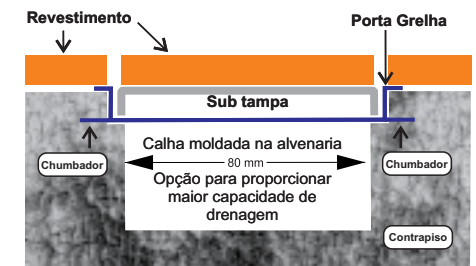 Revestimento
Porta Grelha
Sub tampa
Calha moldada na alvenaria
Chumbador
80 mm
Chumbador
Opção para proporcionar
maior capacidade de
drenagem
Contrapiso